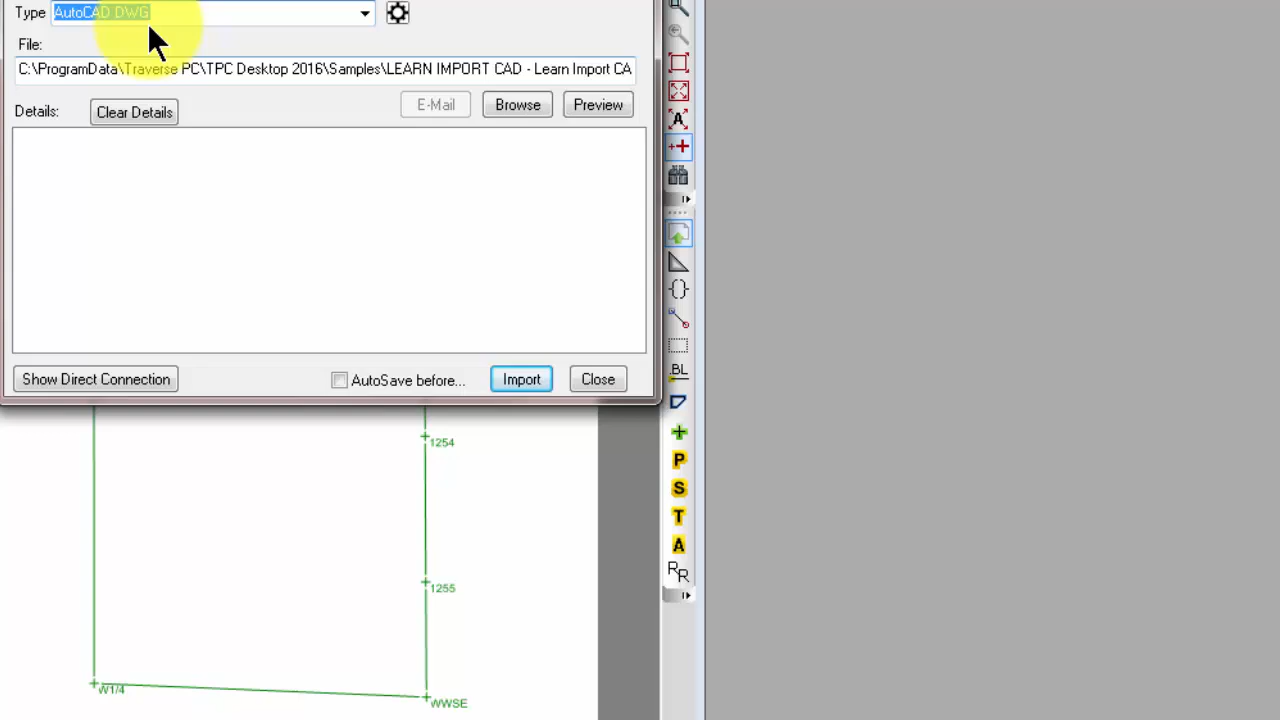 Type AutoCAD DWG
File:
C:\ProgramData\Traverse PC\TPC Desktop 2016\Samples\LEARN IMPORT CAD - Learn Import CA
Details: Clear Details E-Mail Browse Preview
Show Direct Connection AutoSave before... Import Close
A
.BL
P
S
T
A
RR
1254
1255
W1/4
WWSE